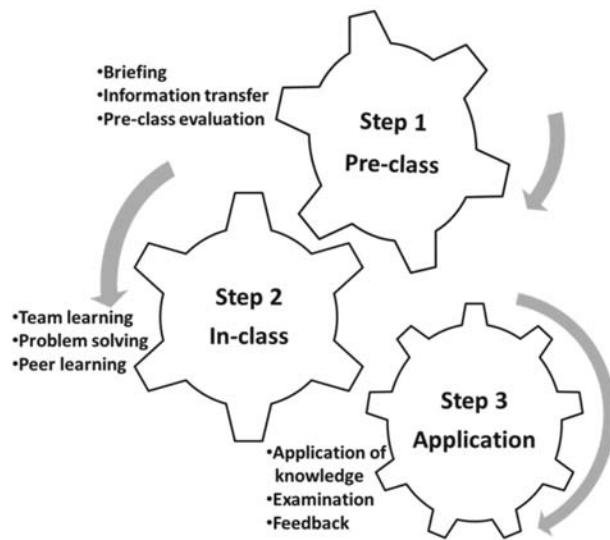 •Briefing
•Information transfer
•Pre-class evaluation
Step 1
Pre-class
Step 2
In-class
•Team learning
•Problem solving
•Peer learning
Step 3
Application
•Application of
knowledge
•Examination
•Feedback